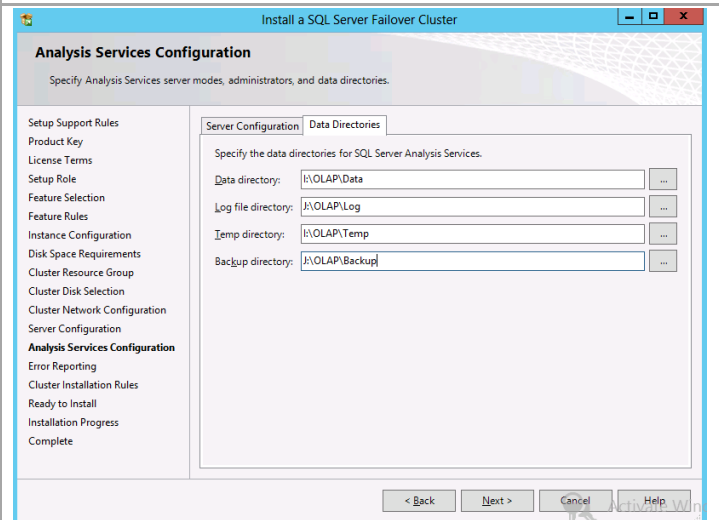 Install a SQL Server Failover Cluster
Analysis Services Configuration
Specify Analysis Services server modes, administrators, and data directories.
Setup Support Rules
Product Key
License Terms
Setup Role
Feature Selection
Feature Rules
Instance Configuration
Disk Space Requirements
Cluster Resource Group
Cluster Disk Selection
Cluster Network Configuration
Server Configuration
Analysis Services Configuration
Error Reporting
Cluster Installation Rules
Ready to Install
Installation Progress
Complete
Server Configuration Data Directories
Specify the data directories for SQL Server Analysis Services.
Data directory: I:\OLAP\Data ...
Log file directory: J:\OLAP\Log ...
Temp directory: I:\OLAP\Temp ...
Backup directory: J:\OLAP\Backup ...
< Back Next > Cancel Help
Activate Win